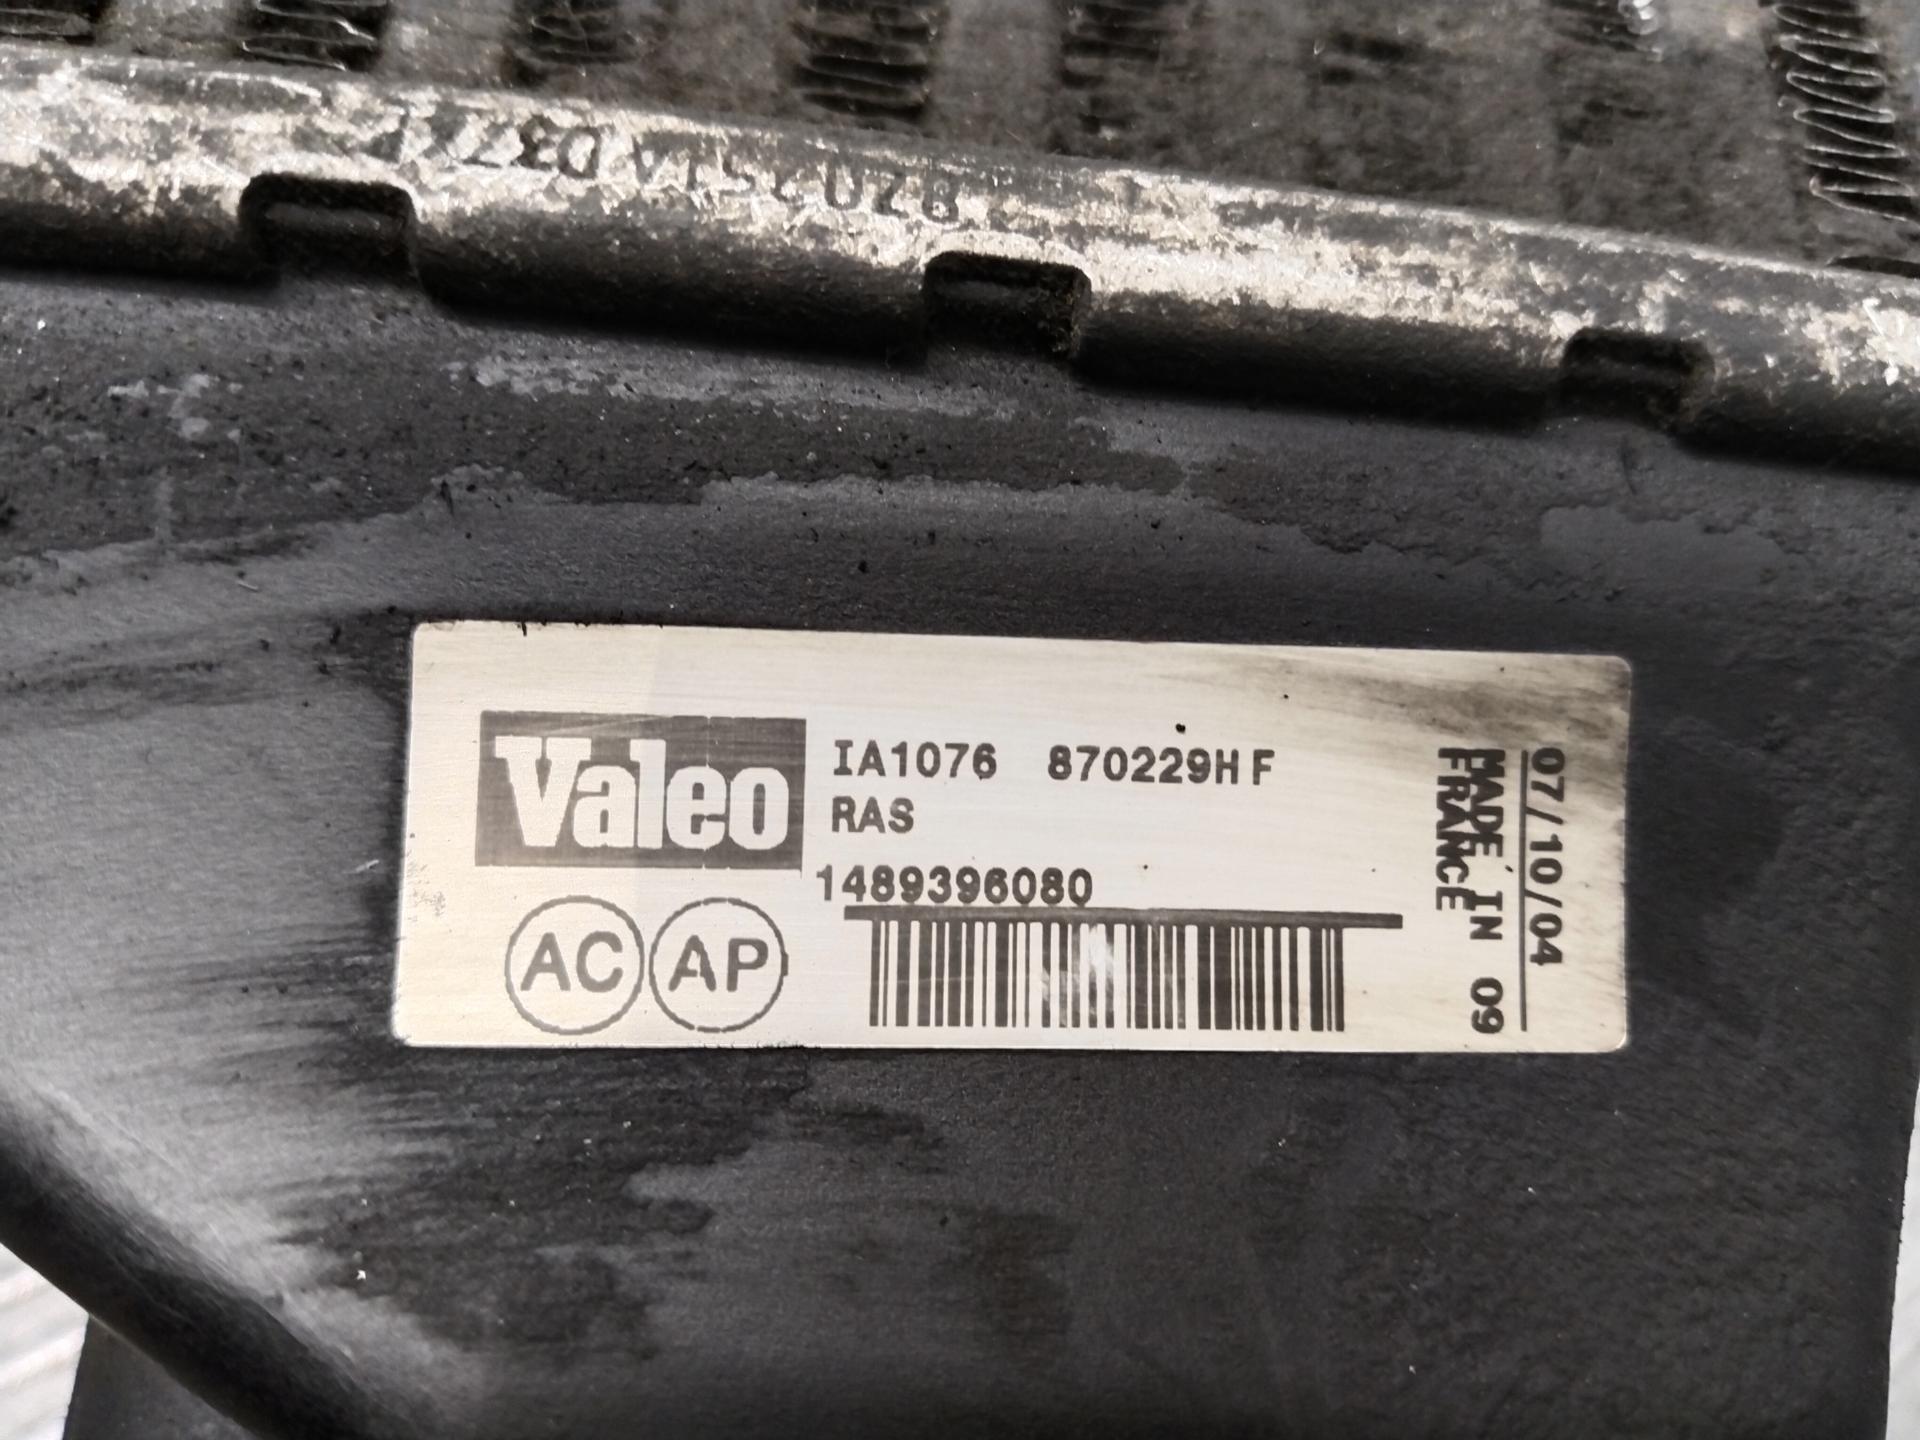 Valeo
IA1076 870229H F
RAS
1489396080
AC AP
07/10/04
MADE IN 09
FRANCE